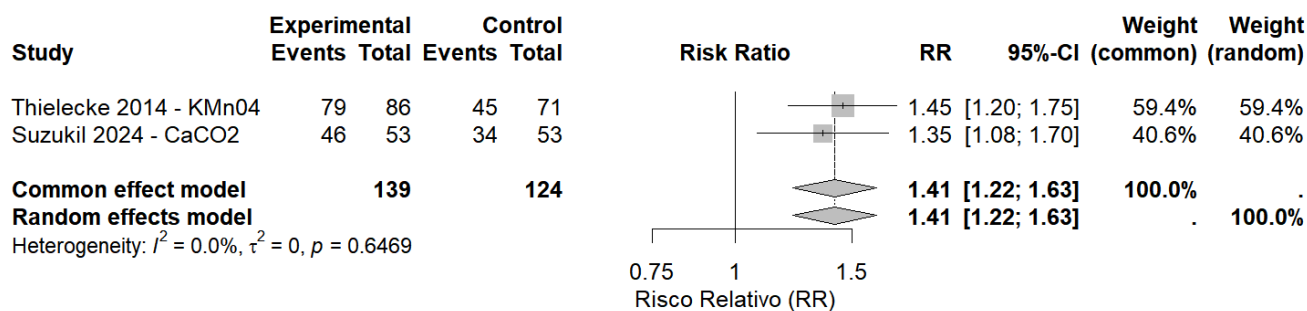 Experimental Control Weight Weight
Study Events Total Events Total Risk Ratio RR 95%-CI (common) (random)
Thielecke 2014 - KMn04 79 86 45 71 1.45 [1.20; 1.75] 59.4% 59.4%
Suzukil 2024 - CaCO2 46 53 34 53 1.35 [1.08; 1.70] 40.6% 40.6%
Common effect model 139 124 1.41 [1.22; 1.63] 100.0% .
Random effects model 1.41 [1.22; 1.63] . 100.0%
Heterogeneity: I² = 0.0%, τ² = 0, p = 0.6469
0.75 1 1.5
Risco Relativo (RR)